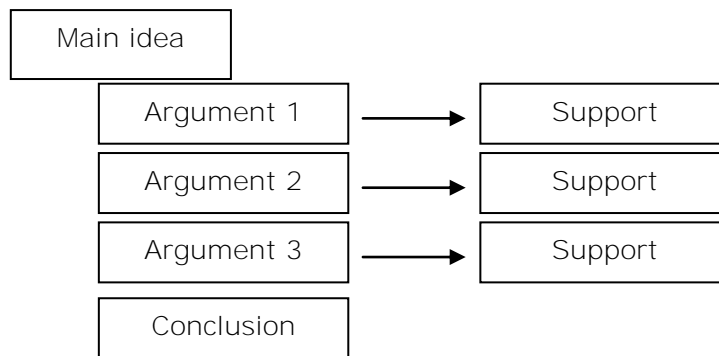 Main idea
Argument 1
Support
Argument 2
Support
Argument 3
Support
Conclusion